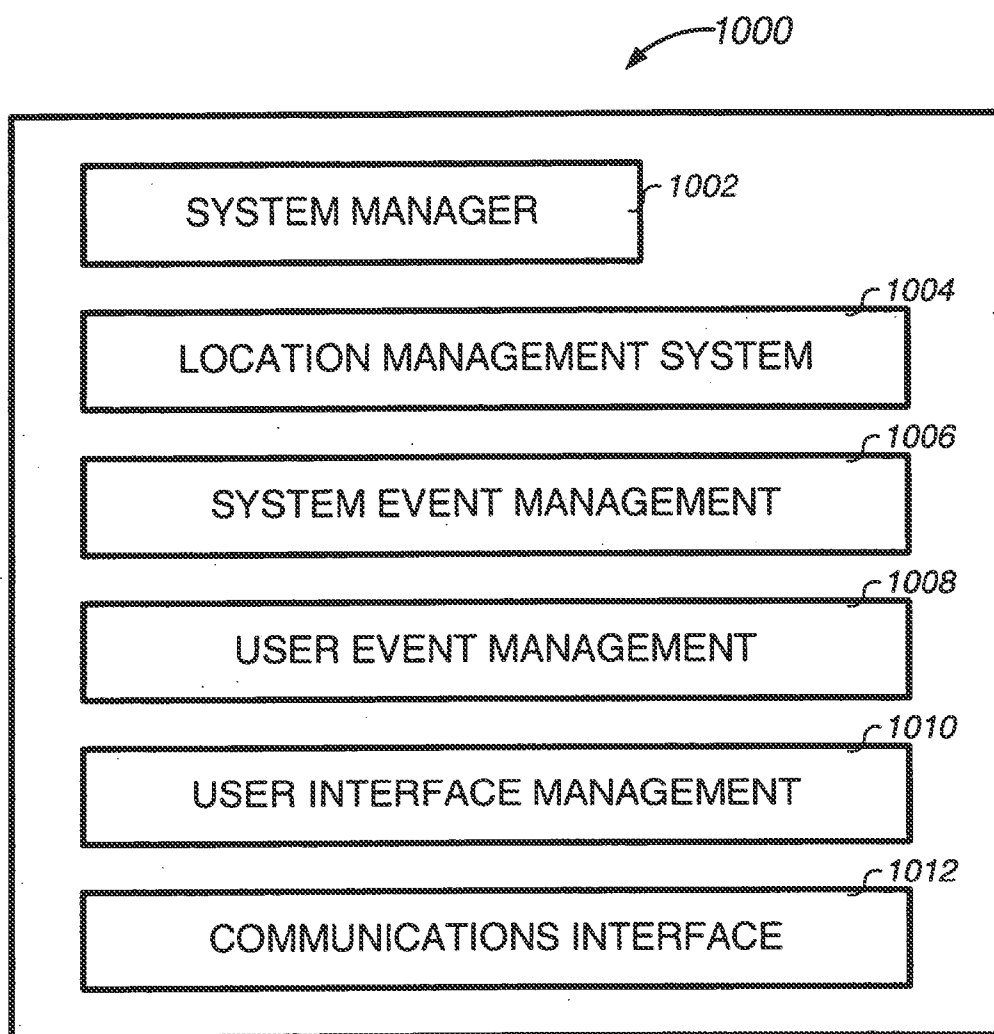 1000
SYSTEM MANAGER
1002
1004
LOCATION MANAGEMENT SYSTEM
1006
SYSTEM EVENT MANAGEMENT
1008
USER EVENT MANAGEMENT
1010
USER INTERFACE MANAGEMENT
1012
COMMUNICATIONS INTERFACE